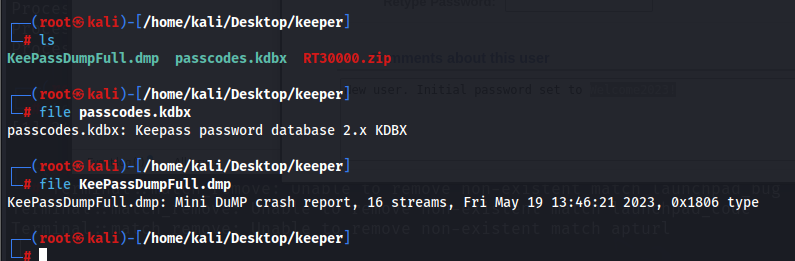 Retype Password:
┌──(root㉿kali)-[/home/kali/Desktop/keeper]
└─# ls
KeePassDumpFull.dmp  passcodes.kdbx  RT30000.zip
┌──(root㉿kali)-[/home/kali/Desktop/keeper]
└─# file passcodes.kdbx
passcodes.kdbx: Keepass password database 2.x KDBX
┌──(root㉿kali)-[/home/kali/Desktop/keeper]
└─# file KeePassDumpFull.dmp
KeePassDumpFull.dmp: Mini DuMP crash report, 16 streams, Fri May 19 13:46:21 2023, 0x1806 type
┌──(root㉿kali)-[/home/kali/Desktop/keeper]
└─#